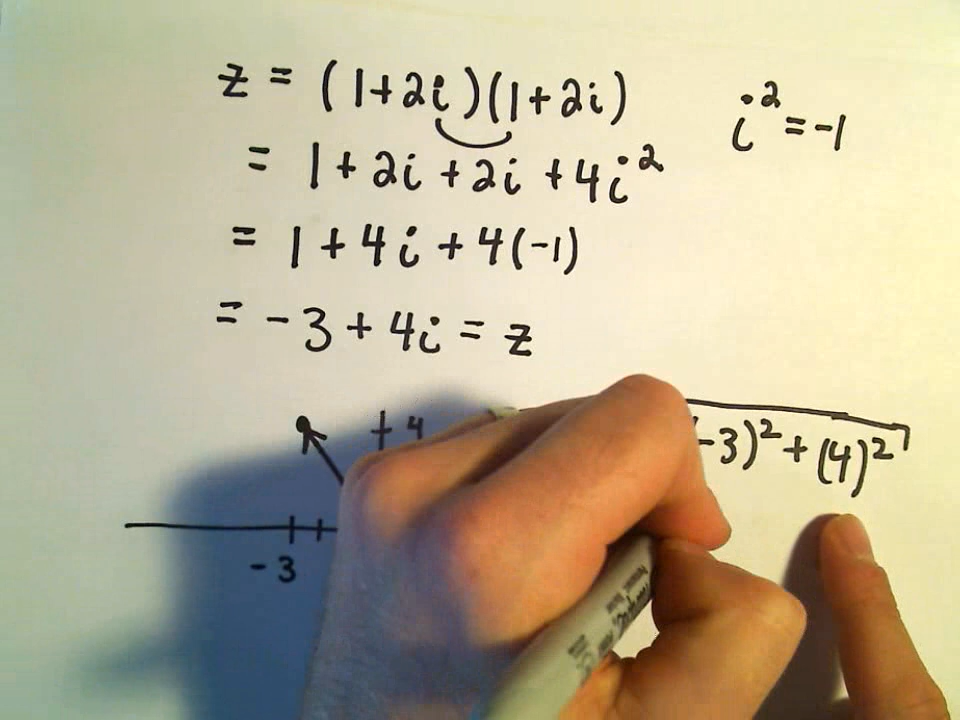 z = (1+2i)(1+2i)
i² = -1
= 1 + 2i + 2i + 4i²
= 1 + 4i + 4(-1)
= -3 + 4i = z
4
-3)² + (4)²
-3